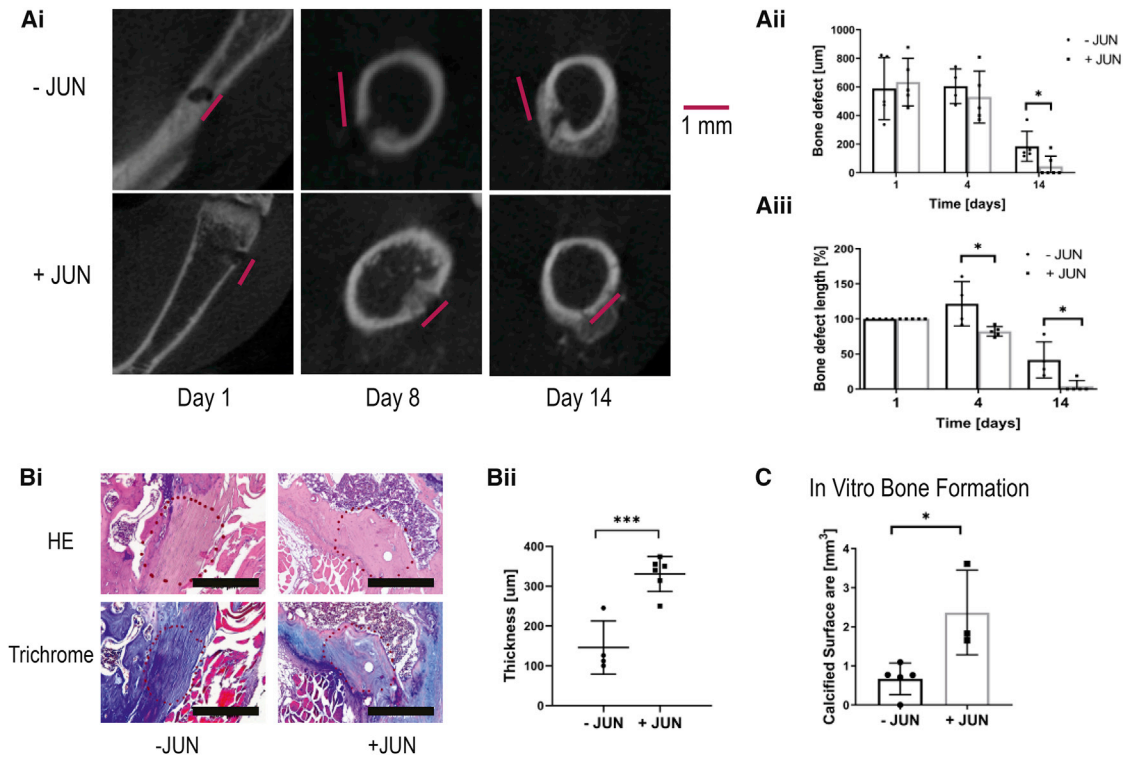 Ai
- JUN
+ JUN
1 mm
Day 1
Day 8
Day 14
Aii
Bone defect [um]
1000
800
600
400
200
0
- JUN
+ JUN
*
1
4
14
Time [days]
Aiii
Bone defect length [%]
200
150
100
50
0
*
- JUN
+ JUN
*
1
4
14
Time [days]
Bi
HE
Trichrome
-JUN
+JUN
Bii
Thickness [um]
***
400
300
200
100
0
- JUN
+ JUN
C
In Vitro Bone Formation
Calcified Surface are [mm³]
*
4
3
2
1
0
- JUN
+ JUN